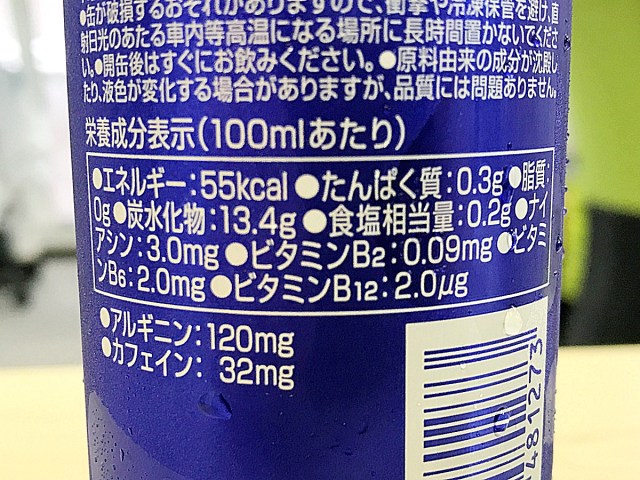 ●缶が破損するおそれがありますので、衝撃や冷凍保管を避け、直
射日光のあたる車内等高温になる場所に長時間置かないでくださ
い。●開缶後はすぐにお飲みください。●原料由来の成分が沈殿し
たり、液色が変化する場合がありますが、品質には問題ありません。
栄養成分表示(100mlあたり)
●エネルギー:55kcal ●たんぱく質:0.3g ●脂質:
0g ●炭水化物:13.4g ●食塩相当量:0.2g ●ナイ
アシン:3.0mg ●ビタミンB2:0.09mg ●ビタミ
ンB6:2.0mg ●ビタミンB12:2.0μg
●アルギニン:120mg
●カフェイン: 32mg
481273